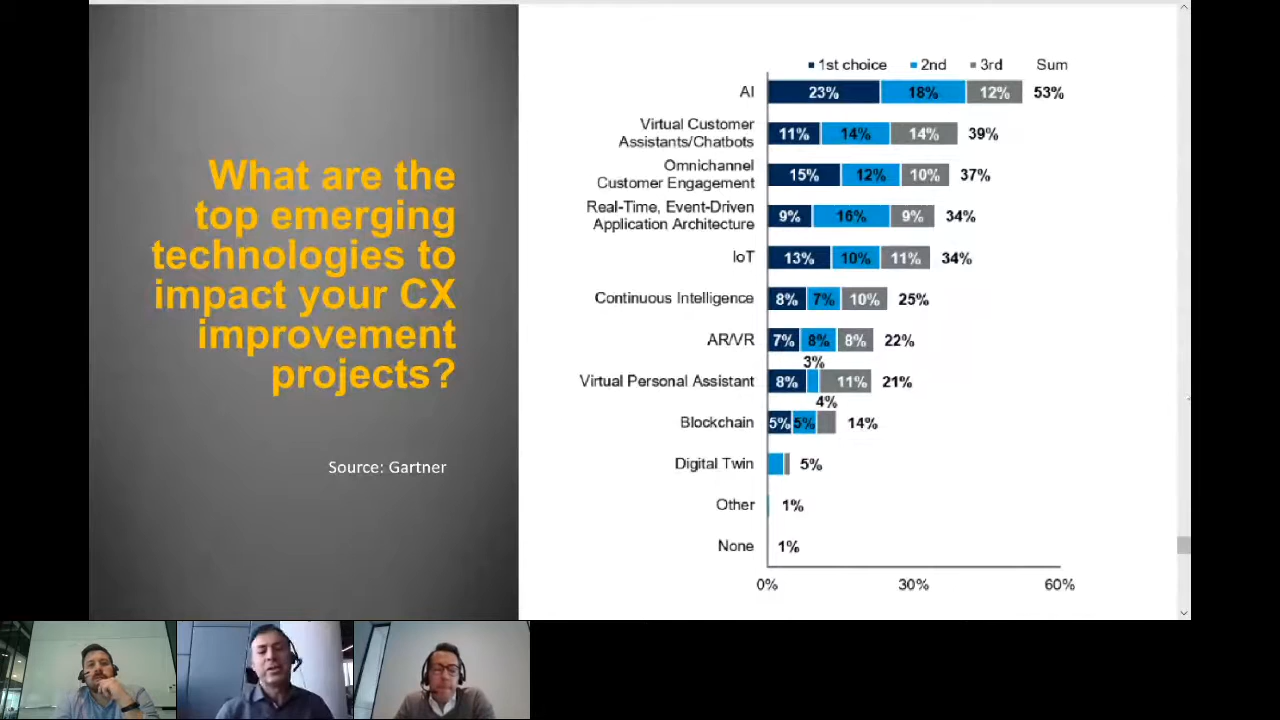 What are the
top emerging
technologies to
impact your CX
improvement
projects?
Source: Gartner
1st choice 2nd 3rd Sum
AI 23% 18% 12% 53%
Virtual Customer
Assistants/Chatbots 11% 14% 14% 39%
Omnichannel
Customer Engagement 15% 12% 10% 37%
Real-Time, Event-Driven
Application Architecture 9% 16% 9% 34%
IoT 13% 10% 11% 34%
Continuous Intelligence 8% 7% 10% 25%
AR/VR 7% 8% 8% 22%
3%
Virtual Personal Assistant 8% 11% 21%
4%
Blockchain 5% 5% 14%
Digital Twin 5%
Other 1%
None 1%
0% 30% 60%